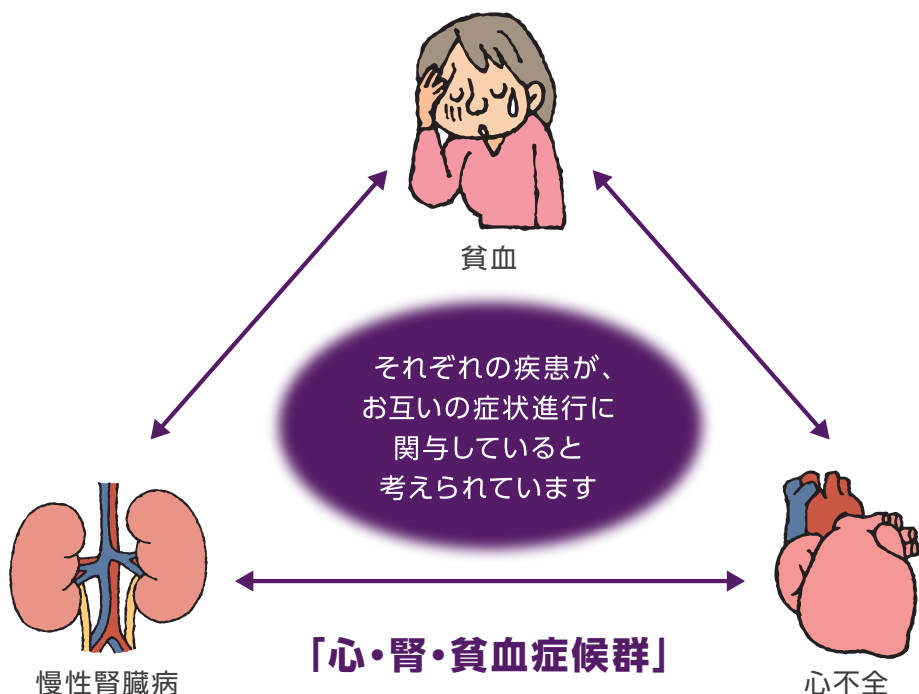 貧血
それぞれの疾患が、
お互いの症状進行に
関与していると
考えられています
「心・腎・貧血症候群」
慢性腎臓病
心不全